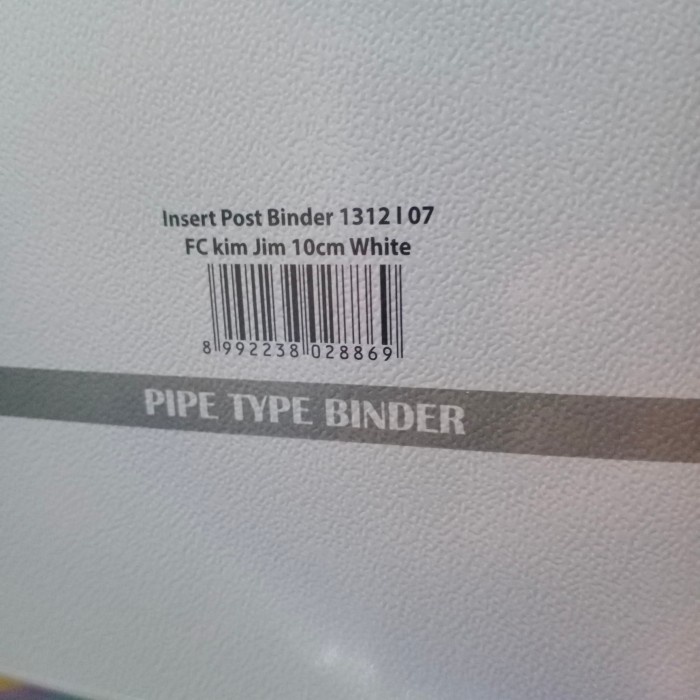 Insert Post Binder 1312 I 07
FC kim Jim 10cm White
8 992238 028869
PIPE TYPE BINDER